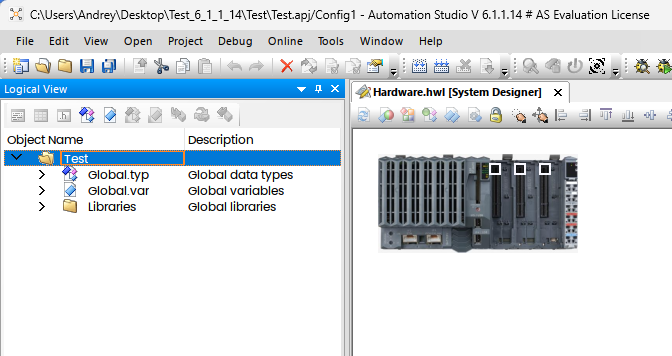 C:\Users\Andrey\Desktop\Test_6_1_1_14\Test\Test.apj/Config1 - Automation Studio V 6.1.1.14 # AS Evaluation License
File Edit View Open Project Debug Online Tools Window Help
Logical View
Hardware.hwl [System Designer]
Object Name Description
Test
Global.typ Global data types
Global.var Global variables
Libraries Global libraries